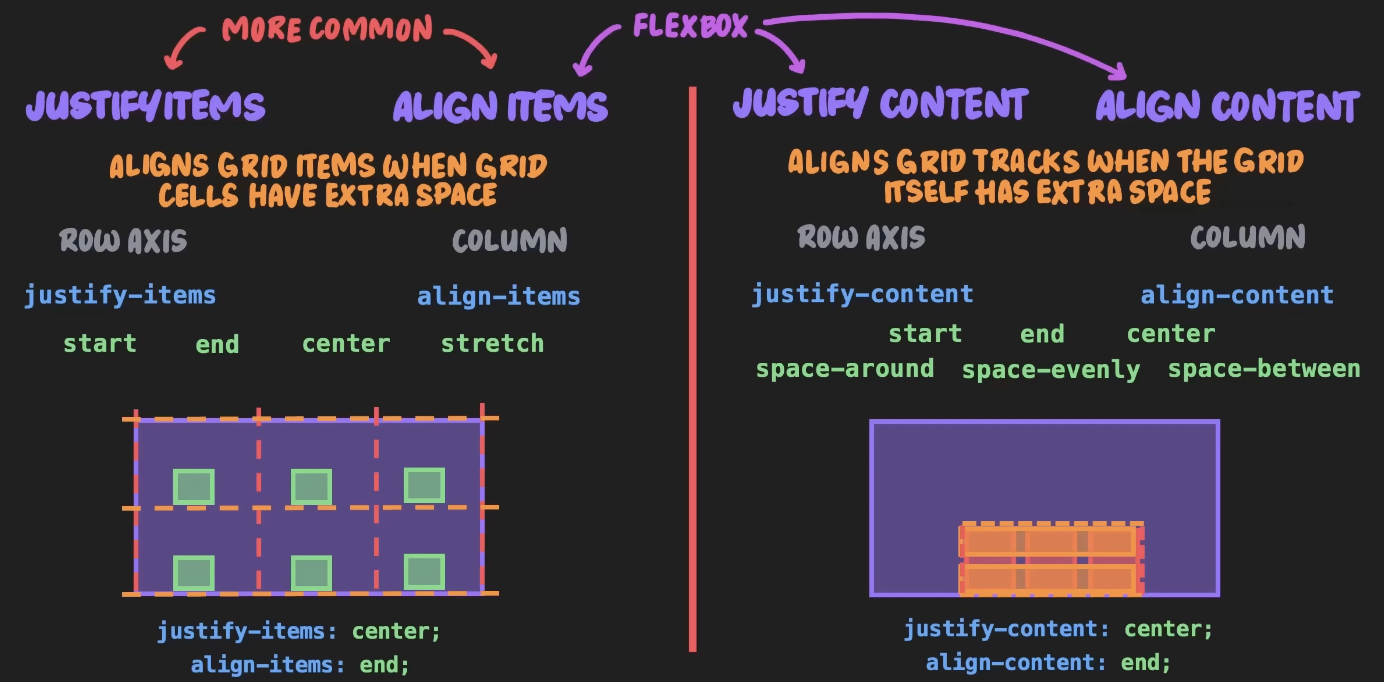 MORE COMMON
FLEXBOX
JUSTIFY ITEMS
ALIGN ITEMS
ALIGNS GRID ITEMS WHEN GRID
CELLS HAVE EXTRA SPACE
ROW AXIS
COLUMN
justify-items
align-items
start end center stretch
justify-items: center;
align-items: end;
JUSTIFY CONTENT
ALIGN CONTENT
ALIGNS GRID TRACKS WHEN THE GRID
ITSELF HAS EXTRA SPACE
ROW AXIS
COLUMN
justify-content
align-content
start end center
space-around space-evenly space-between
justify-content: center;
align-content: end;